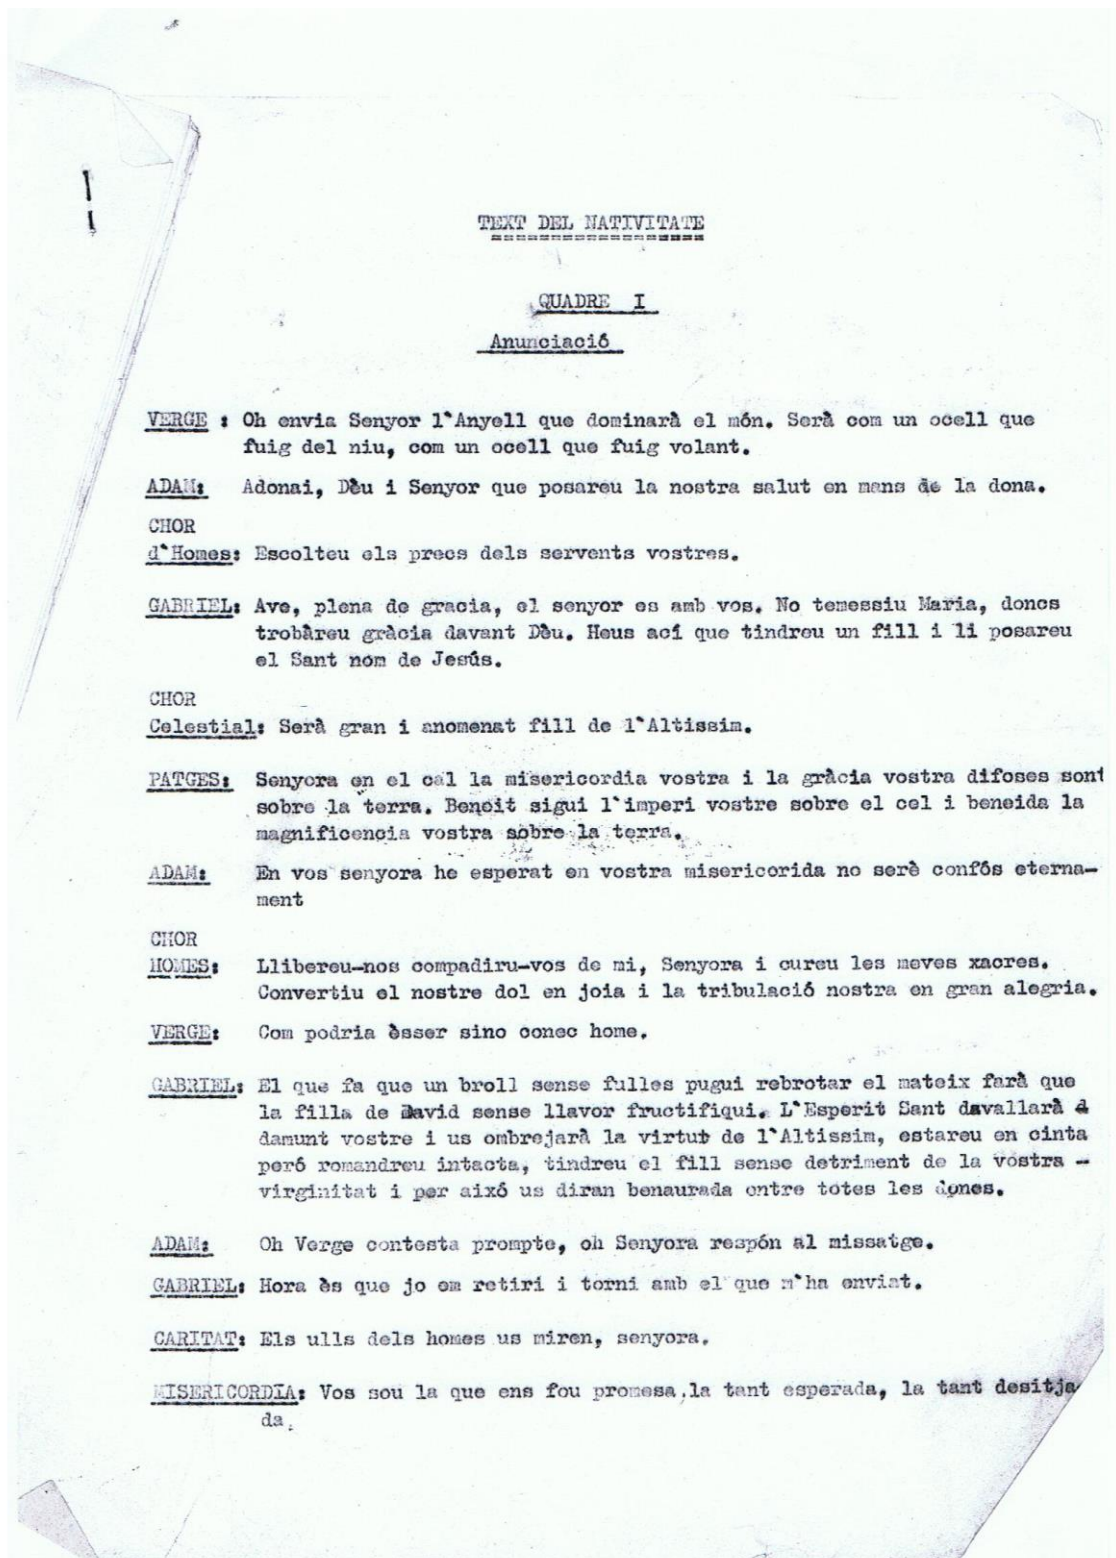 TEXT DEL NATIVITATE
QUADRE I
Anunciació
VERGE : Oh envia Senyor l'Anyell que dominarà el món. Serà com un ocell que
fuig del niu, com un ocell que fuig volant.
ADAM: Adonai, Dèu i Senyor que posareu la nostra salut en mans de la dona.
CHOR
d'Homes: Escolteu els precs dels servents vostres.
GABRIEL: Ave, plena de gracia, el senyor es amb vos. No temessiu Maria, doncs
trobàreu gràcia davant Dèu. Heus ací que tindreu un fill i li posareu
el Sant nom de Jesús.
CHOR
Celestial: Serà gran i anomenat fill de l'Altissim.
PATGES: Senyora en el cal la misericordia vostra i la gràcia vostra difoses sont
sobre la terra. Beneit sigui l'imperi vostre sobre el cel i beneida la
magnificencia vostra sobre la terra.
ADAM: En vos senyora he esperat en vostra misericorida no serè confós eterna-
ment
CHOR
HOMES: Llibereu-nos compadiru-vos de mi, Senyora i cureu les meves xacres.
Convertiu el nostre dol en joia i la tribulació nostra en gran alegria.
VERGE: Com podria èsser sino conec home.
GABRIEL: El que fa que un broll sense fulles pugui rebrotar el mateix farà que
la filla de David sense llavor fructifiqui. L'Esperit Sant davallarà d
damunt vostre i us ombrejarà la virtut de l'Altissim, estareu en cinta
peró romandreu intacta, tindreu el fill sense detriment de la vostra -
virginitat i per aixó us diran benaurada entre totes les dones.
ADAM: Oh Verge contesta prompte, oh Senyora respón al missatge.
GABRIEL: Hora ès que jo em retiri i torni amb el que m'ha enviat.
CARITAT: Els ulls dels homes us miren, senyora.
MISERICORDIA: Vos sou la que ens fou promesa, la tant esperada, la tant desitja
da.